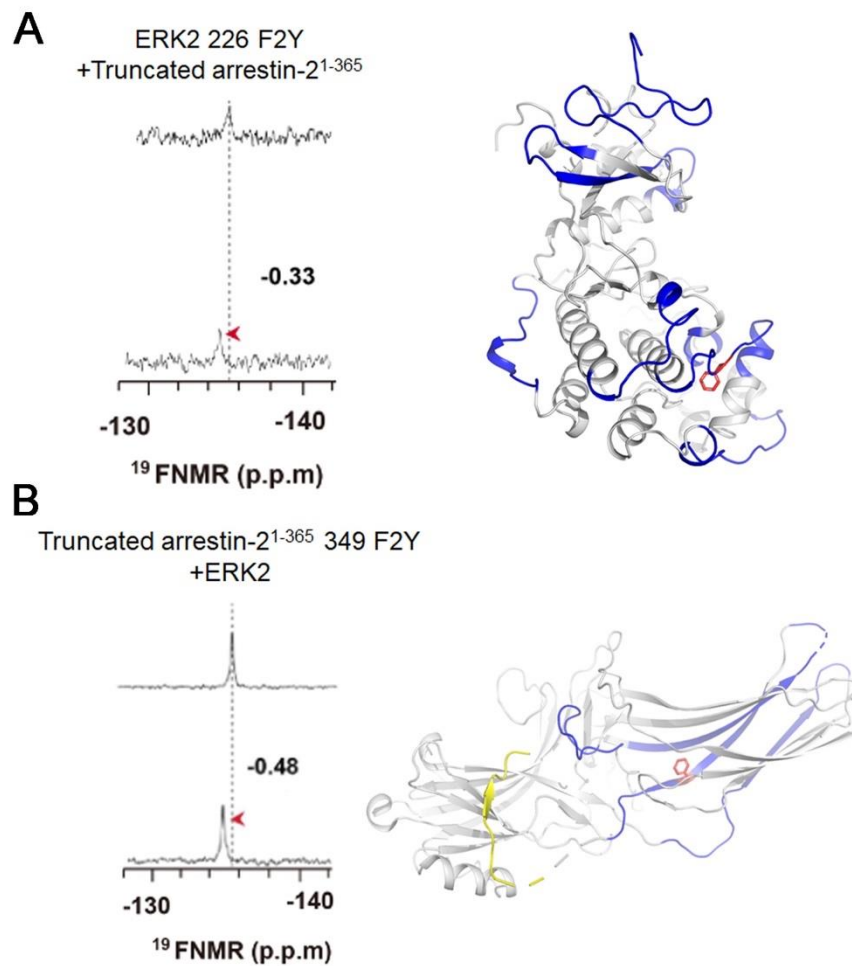 A
ERK2 226 F2Y
+Truncated arrestin-2¹⁻³⁶⁵
-0.33
-130 -140
¹⁹FNMR (p.p.m)
B
Truncated arrestin-2¹⁻³⁶⁵ 349 F2Y
+ERK2
-0.48
-130 -140
¹⁹FNMR (p.p.m)